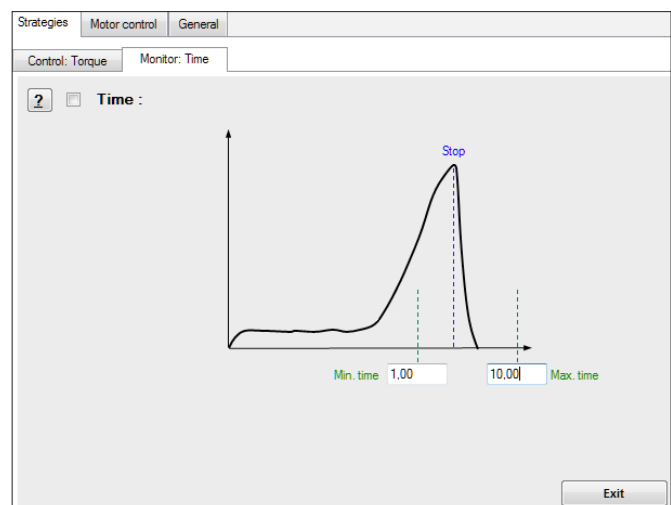 Strategies Motor control General
Control: Torque Monitor: Time
? Time :
Stop
Min. time 1,00 10,00 Max. time
Exit